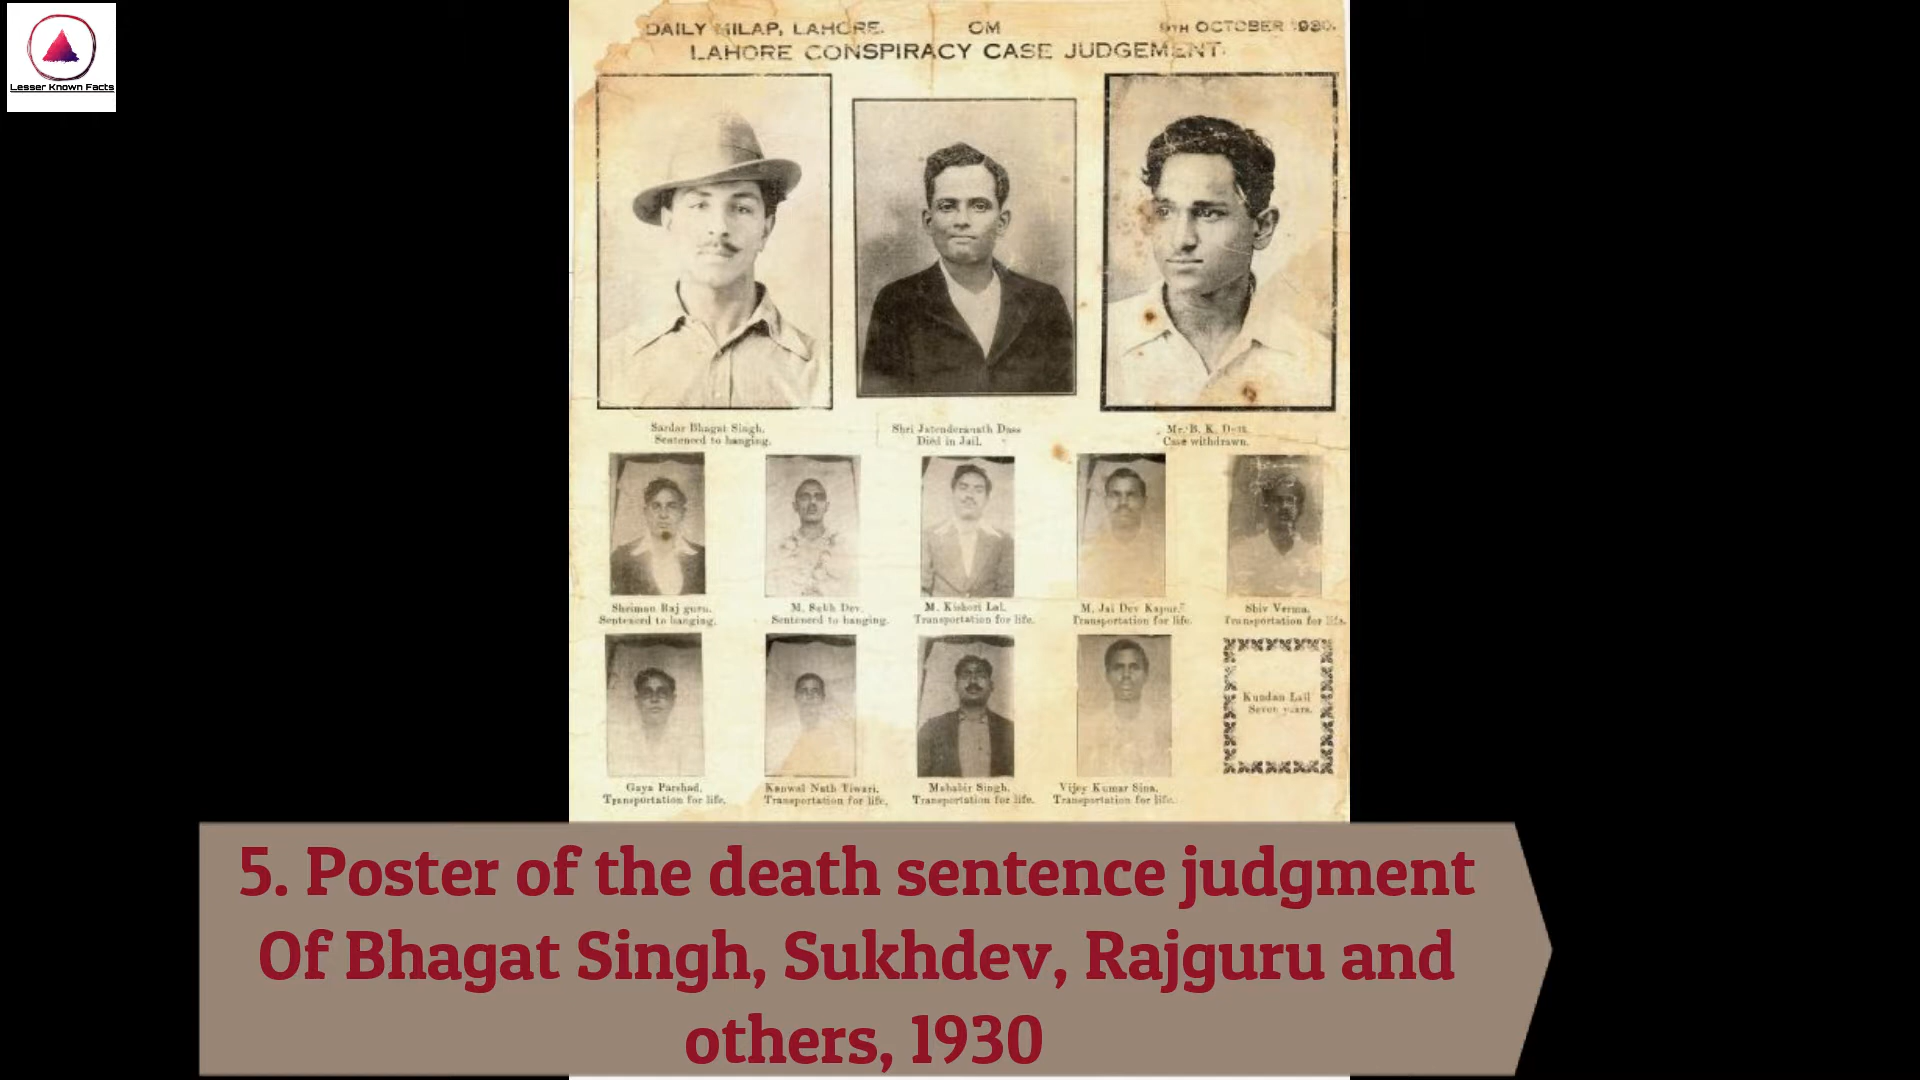 Lesser Known Facts
DAILY MILAP, LAHORE. OM 9TH OCTOBER 1930.
LAHORE CONSPIRACY CASE JUDGEMENT.
Sardar Bhagat Singh.
Sentenced to hanging.
Shri Jatenderanath Dass
Died in Jail.
Mr. B. K. Dutt.
Case withdrawn.
Shriman Raj guru.
Sentenced to hanging.
M. Sukh Dev.
Sentenced to hanging.
M. Kishori Lal.
Transportation for life.
M. Jai Dev Kapur.
Transportation for life.
Shiv Verma.
Transportation for life.
Gaya Parshad.
Transportation for life.
Kanwal Nath Tiwari.
Transportation for life.
Mahabir Singh.
Transportation for life.
Vijey Kumar Sina.
Transportation for life.
Kundan Lall
Seven years.
5. Poster of the death sentence judgment
Of Bhagat Singh, Sukhdev, Rajguru and
others, 1930